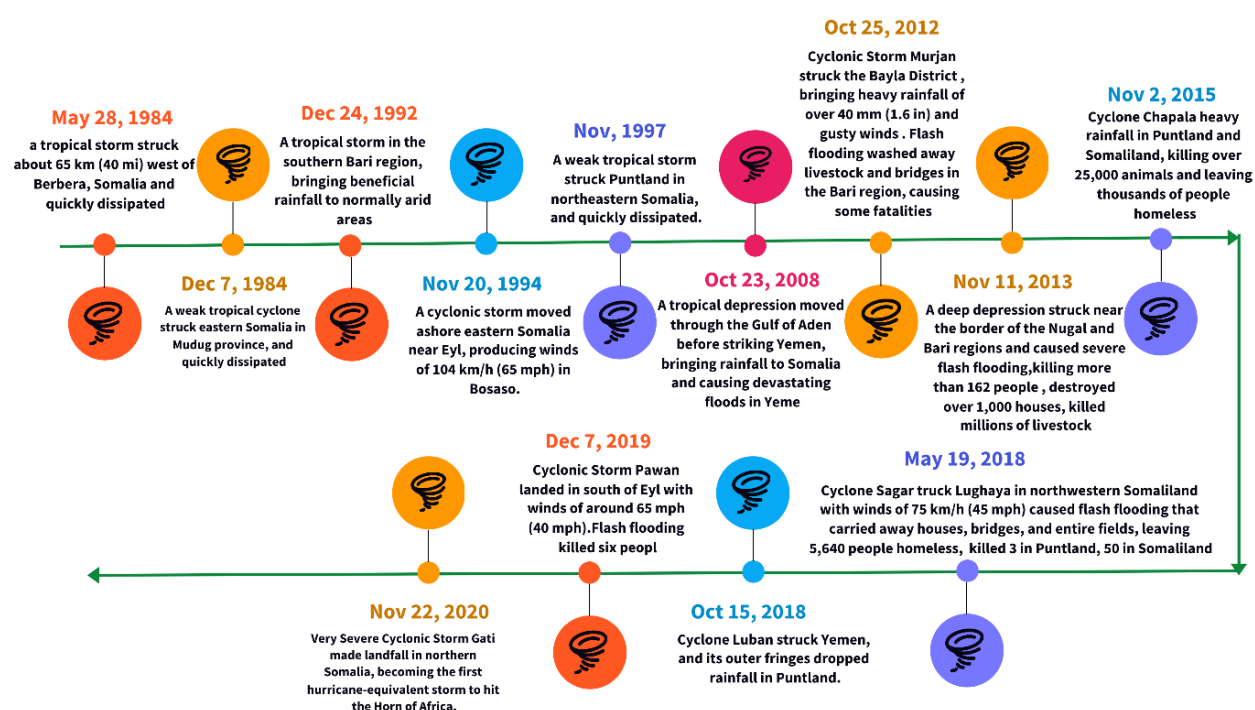 May 28, 1984
a tropical storm struck
about 65 km (40 mi) west of
Berbera, Somalia and
quickly dissipated
Dec 7, 1984
A weak tropical cyclone
struck eastern Somalia in
Mudug province, and
quickly dissipated
Dec 24, 1992
A tropical storm in the
southern Bari region,
bringing beneficial
rainfall to normally arid
areas
Nov 20, 1994
A cyclonic storm moved
ashore eastern Somalia
near Eyl, producing winds
of 104 km/h (65 mph) in
Bosaso.
Nov, 1997
A weak tropical storm
struck Puntland in
northeastern Somalia,
and quickly dissipated.
Oct 23, 2008
A tropical depression moved
through the Gulf of Aden
before striking Yemen,
bringing rainfall to Somalia
and causing devastating
floods in Yeme
Oct 25, 2012
Cyclonic Storm Murjan
struck the Bayla District ,
bringing heavy rainfall of
over 40 mm (1.6 in) and
gusty winds . Flash
flooding washed away
livestock and bridges in
the Bari region, causing
some fatalities
Nov 11, 2013
A deep depression struck near
the border of the Nugal and
Bari regions and caused severe
flash flooding,killing more
than 162 people , destroyed
over 1,000 houses, killed
millions of livestock
Nov 2, 2015
Cyclone Chapala heavy
rainfall in Puntland and
Somaliland, killing over
25,000 animals and leaving
thousands of people
homeless
May 19, 2018
Cyclone Sagar truck Lughaya in northwestern Somaliland
with winds of 75 km/h (45 mph) caused flash flooding that
carried away houses, bridges, and entire fields, leaving
5,640 people homeless, killed 3 in Puntland, 50 in Somaliland
Oct 15, 2018
Cyclone Luban struck Yemen,
and its outer fringes dropped
rainfall in Puntland.
Dec 7, 2019
Cyclonic Storm Pawan
landed in south of Eyl with
winds of around 65 mph
(40 mph).Flash flooding
killed six peopl
Nov 22, 2020
Very Severe Cyclonic Storm Gati
made landfall in northern
Somalia, becoming the first
hurricane-equivalent storm to hit
the Horn of Africa.